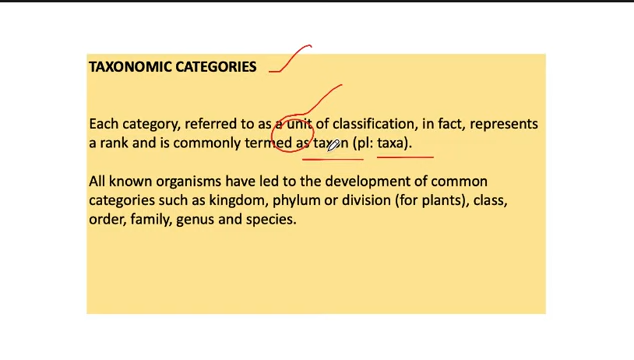 TAXONOMIC CATEGORIES
Each category, referred to as a unit of classification, in fact, represents
a rank and is commonly termed as taxon (pl: taxa).
All known organisms have led to the development of common
categories such as kingdom, phylum or division (for plants), class,
order, family, genus and species.